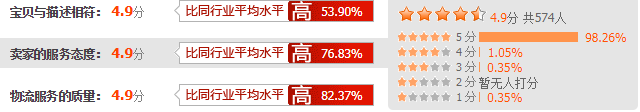 宝贝与描述相符： 4.9分 比同行业平均水平 高 53.90%
卖家的服务态度： 4.9分 比同行业平均水平 高 76.83%
物流服务的质量： 4.9分 比同行业平均水平 高 82.37%
4.9分 共574人
5 分 98.26%
4 分 1.05%
3 分 0.35%
2 分 暂无人打分
1 分 0.35%